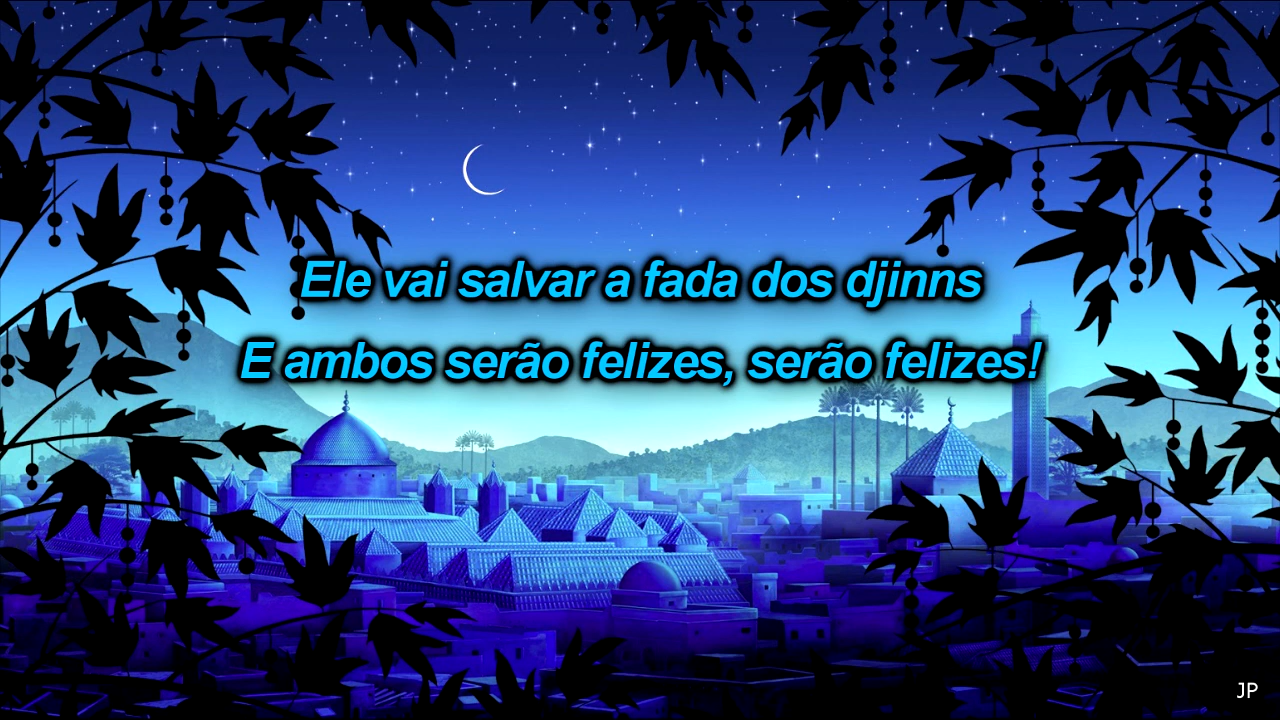 Ele vai salvar a fada dos djinns
E ambos serão felizes, serão felizes!
JP